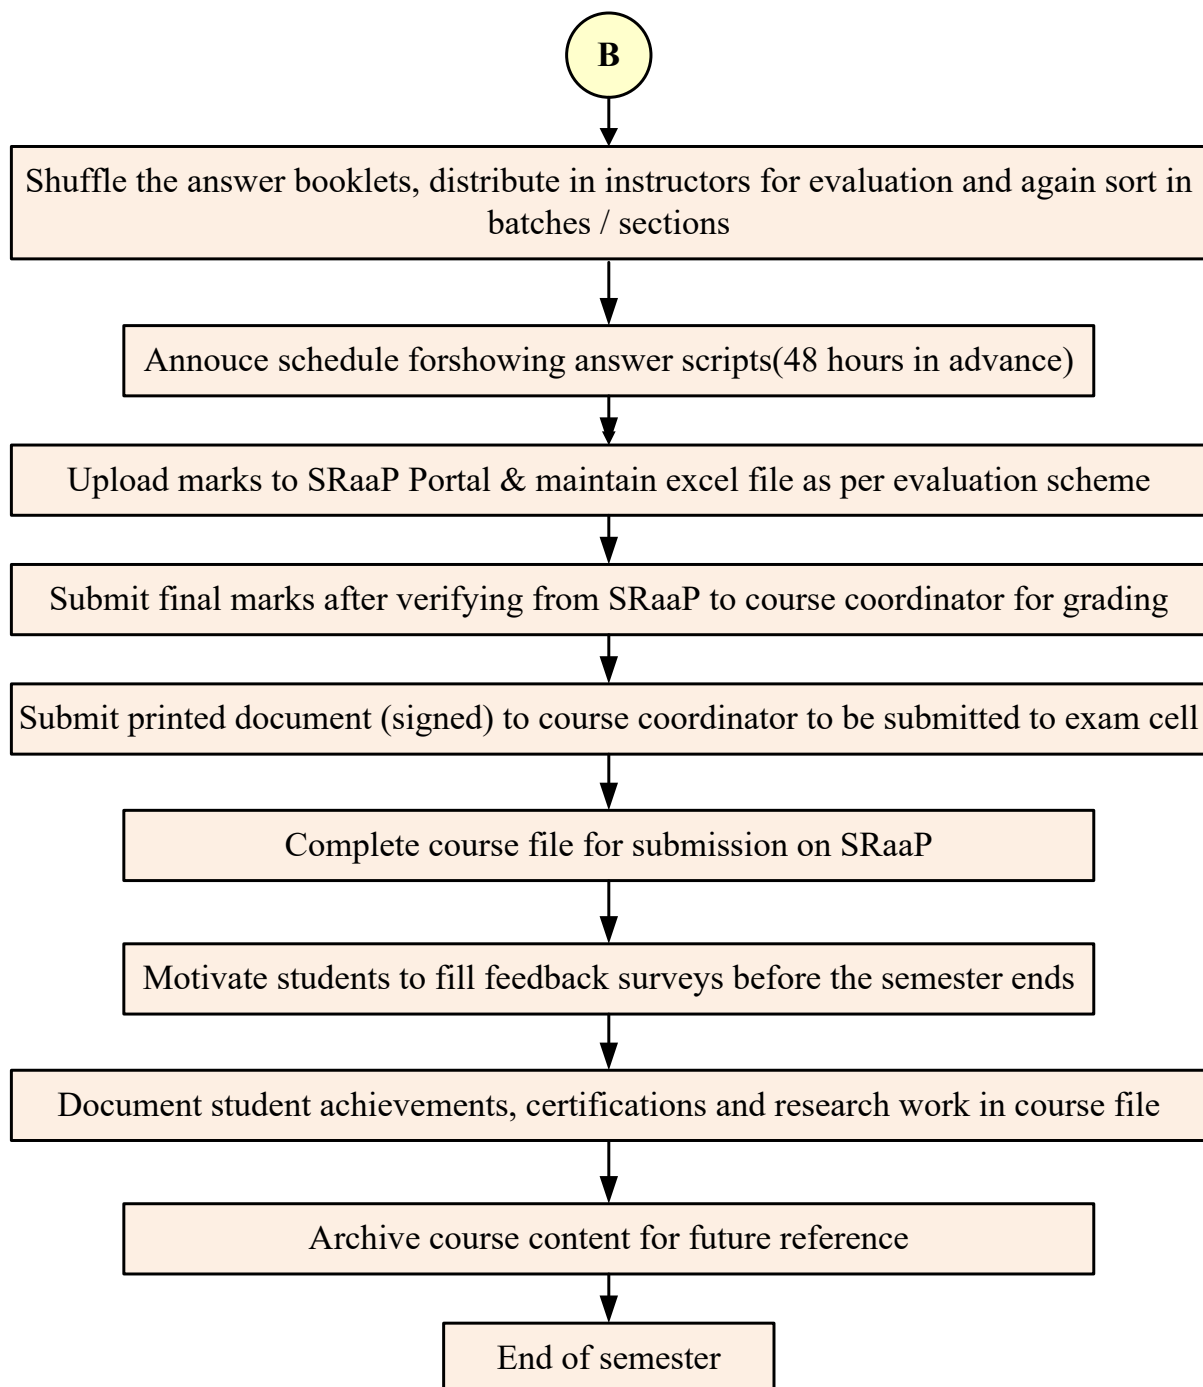 B
Shuffle the answer booklets, distribute in instructors for evaluation and again sort in
batches / sections
Annouce schedule forshowing answer scripts(48 hours in advance)
Upload marks to SRaaP Portal & maintain excel file as per evaluation scheme
Submit final marks after verifying from SRaaP to course coordinator for grading
Submit printed document (signed) to course coordinator to be submitted to exam cell
Complete course file for submission on SRaaP
Motivate students to fill feedback surveys before the semester ends
Document student achievements, certifications and research work in course file
Archive course content for future reference
End of semester